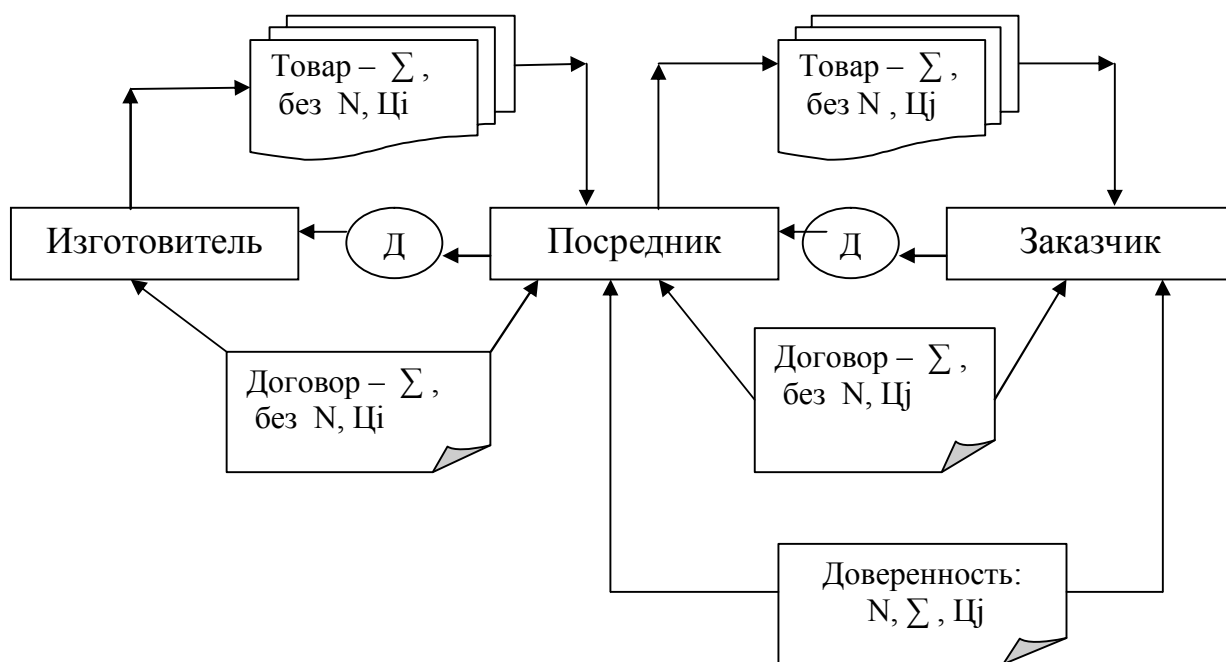 Товар – ∑ ,
без N, Цi
Товар – ∑ ,
без N , Цj
Изготовитель
Д
Посредник
Д
Заказчик
Договор – ∑ ,
без N, Цi
Договор – ∑ ,
без N, Цj
Доверенность:
N, ∑ , Цj